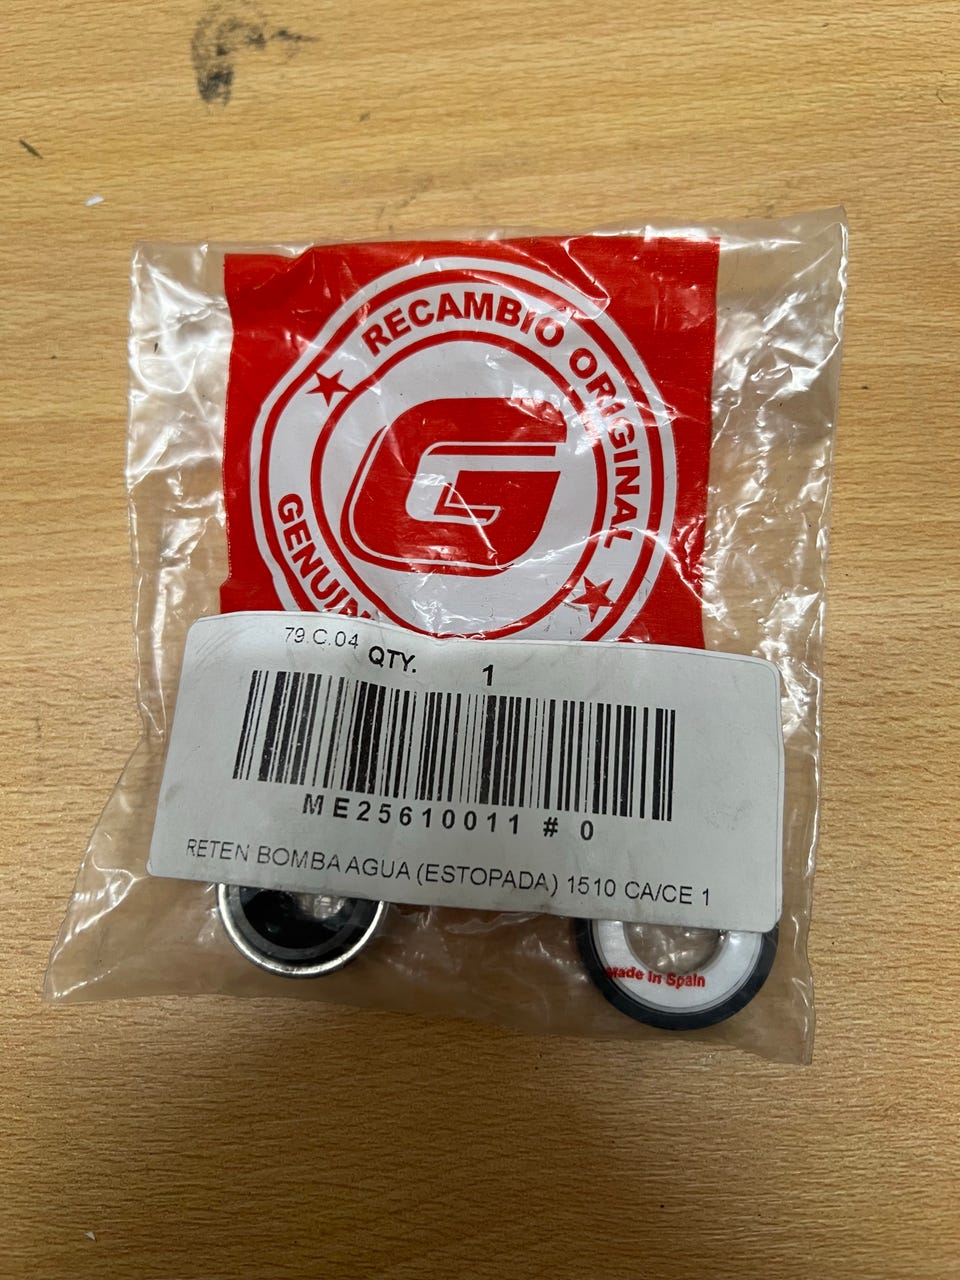 RECAMBIO ORIGINAL
G
GENUIN
79.C.04 QTY. 1
ME25610011 # 0
RETEN BOMBA AGUA (ESTOPADA) 1510 CA/CE 1
Made in Spain